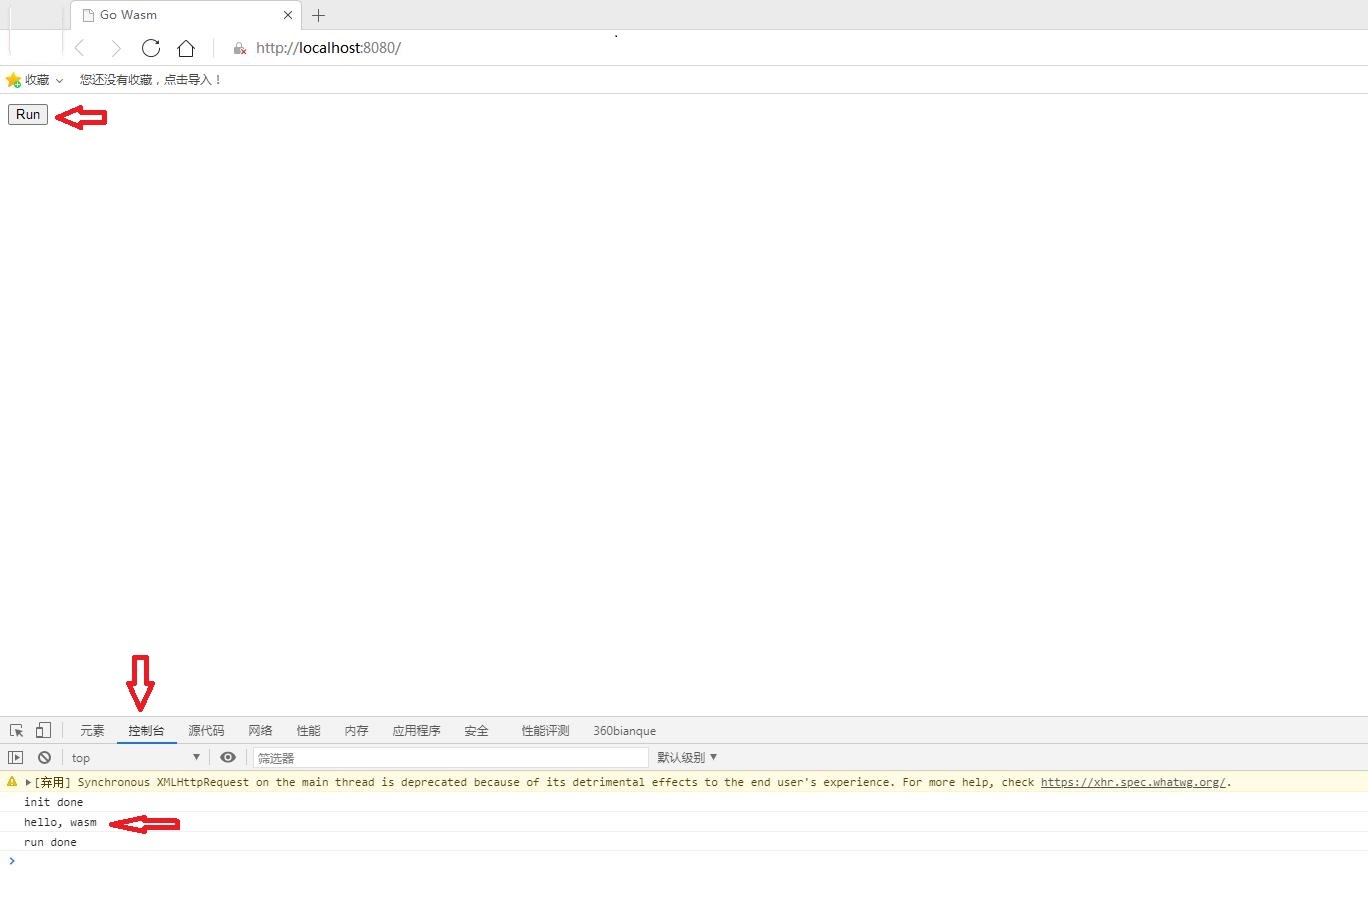 Go Wasm
http://localhost:8080/
收藏 您还没有收藏，点击导入！
Run
元素 控制台 源代码 网络 性能 内存 应用程序 安全 性能评测 360bianque
top 筛选器 默认级别
[弃用] Synchronous XMLHttpRequest on the main thread is deprecated because of its detrimental effects to the end user's experience. For more help, check https://xhr.spec.whatwg.org/.
init done
hello, wasm
run done